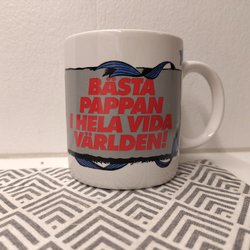 BÄSTA
PAPPAN
I HELA VIDA
VÄRLDEN!